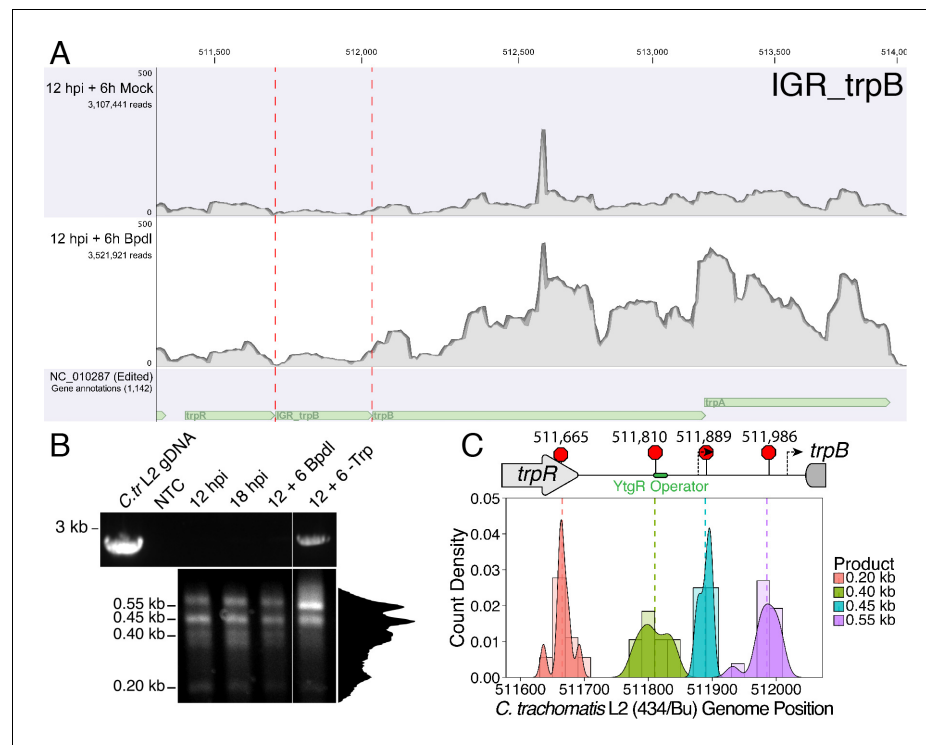 A
511,500
512,000
512,500
513,000
513,500
514,0
500
12 hpi + 6h Mock
3,107,441 reads
IGR_trpB
0
500
12 hpi + 6h BpdI
3,521,921 reads
0
NC_010287 (Edited)
Gene annotations (1,142)
trpA
trpR
IGR_trpB
trpB
B
C.tr L2 gDNA
NTC
12 hpi
18 hpi
12 + 6 BpdI
12 + 6 -Trp
3 kb
0.55 kb
0.45 kb
0.40 kb
0.20 kb
C
511,665
511,810
511,889
511,986
trpR
trpB
YtgR Operator
0.05
0.04
0.03
0.02
0.01
0.00
Count Density
Product
0.20 kb
0.40 kb
0.45 kb
0.55 kb
511600
511700
511800
511900
512000
C. trachomatis L2 (434/Bu) Genome Position